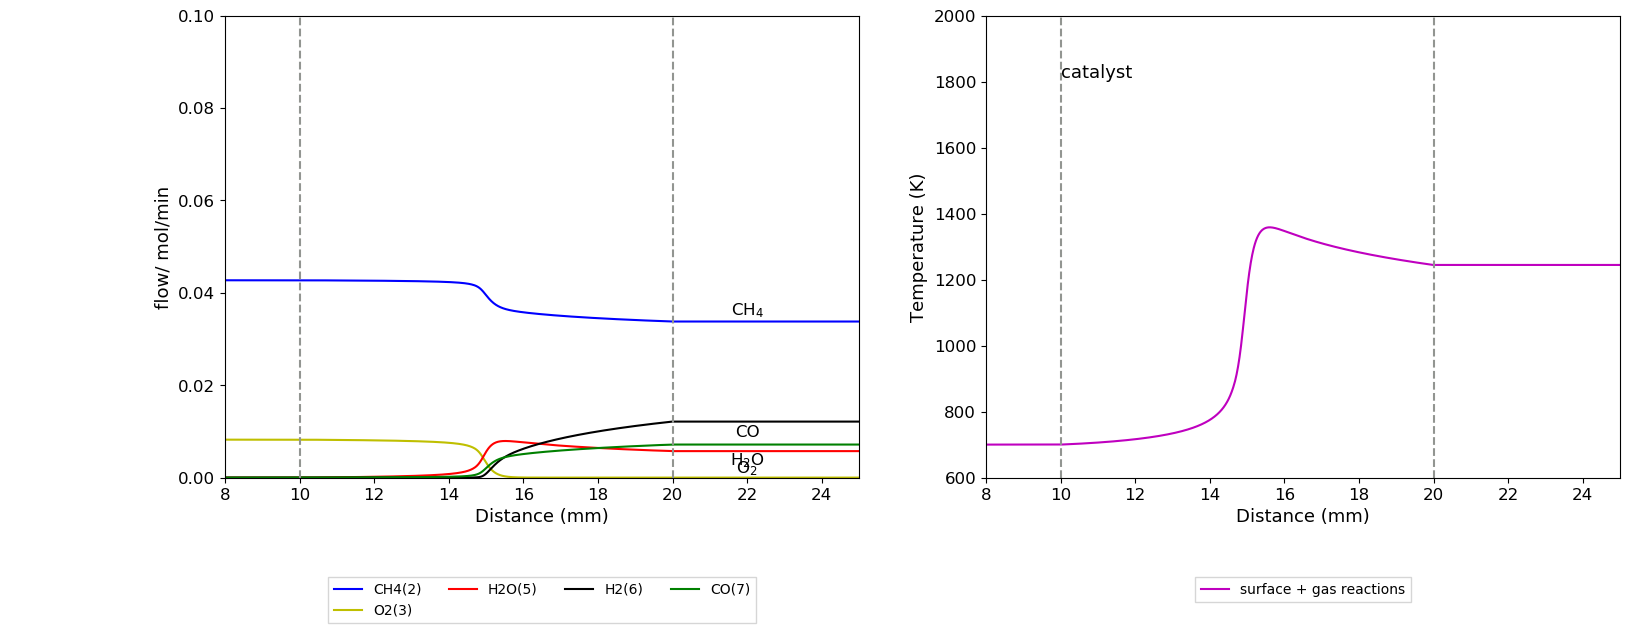 0.10
0.08
0.06
0.04
0.02
0.00
flow/ mol/min
CH₄
CO
H₂O
O₂
8 10 12 14 16 18 20 22 24
Distance (mm)
CH4(2) H2O(5) H2(6) CO(7)
O2(3)
2000
1800
1600
1400
1200
1000
800
600
Temperature (K)
catalyst
8 10 12 14 16 18 20 22 24
Distance (mm)
surface + gas reactions